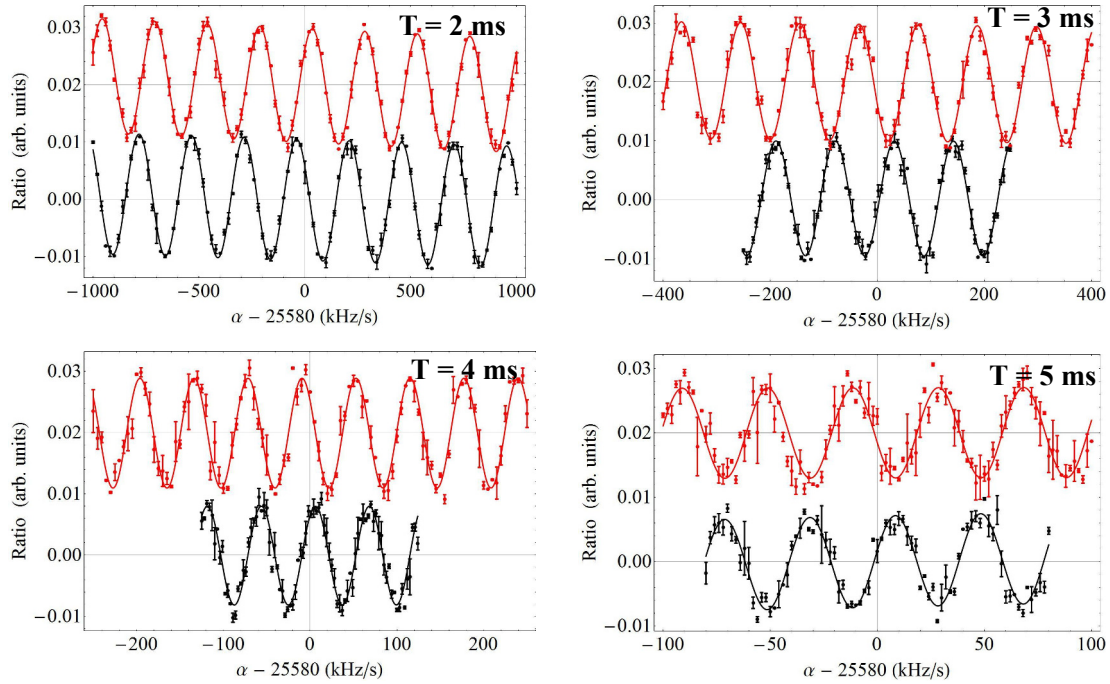 T = 2 ms
Ratio (arb. units)
0.03
0.02
0.01
0.00
−0.01
−1000 −500 0 500 1000
α − 25580 (kHz/s)
T = 3 ms
Ratio (arb. units)
0.03
0.02
0.01
0.00
−0.01
−400 −200 0 200 400
α − 25580 (kHz/s)
T = 4 ms
Ratio (arb. units)
0.03
0.02
0.01
0.00
−0.01
−200 −100 0 100 200
α − 25580 (kHz/s)
T = 5 ms
Ratio (arb. units)
0.03
0.02
0.01
0.00
−0.01
−100 −50 0 50 100
α − 25580 (kHz/s)